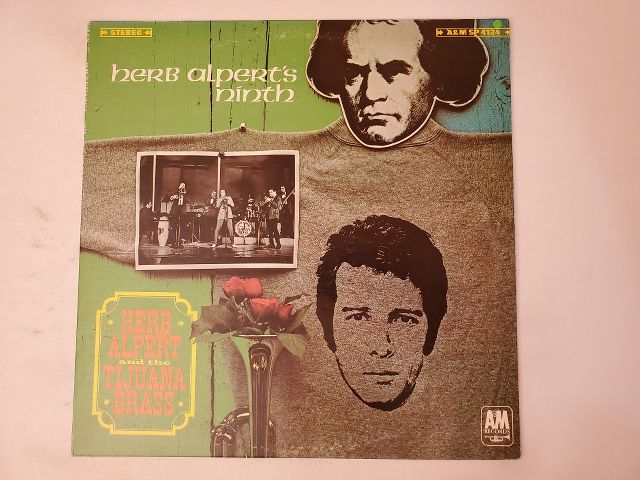 STEREO
A&M SP 4134
herb alpert's
ninth
HERB
ALPERT
and the
TIJUANA
BRASS
A&M
RECORDS